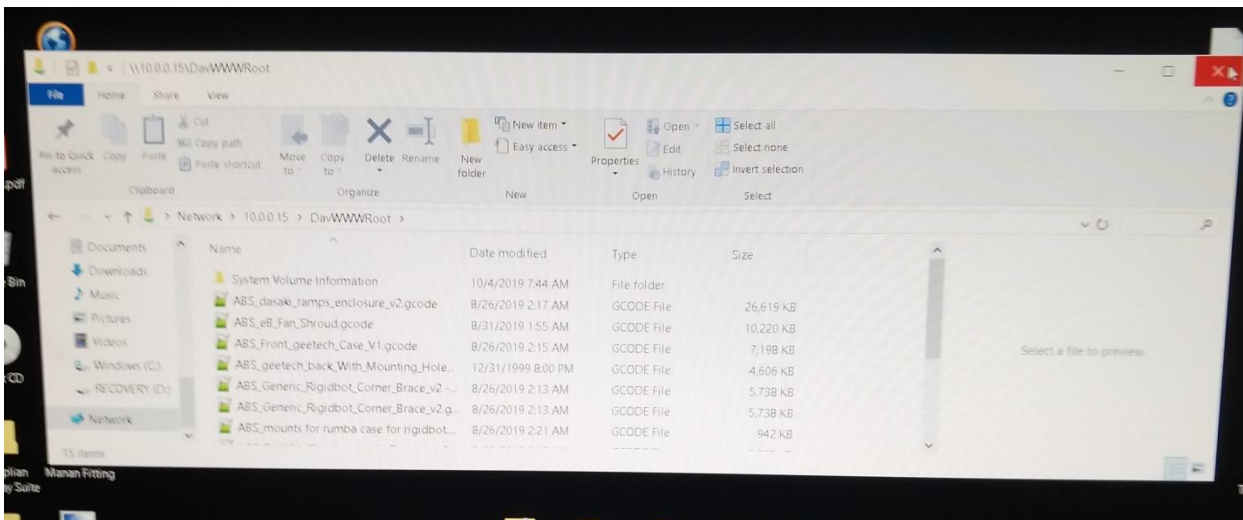 \\10.0.0.15\DavWWWRoot
File Home Share View
Pin to Quick access
Copy
Paste
Cut
Copy path
Paste shortcut
Clipboard
Move to
Copy to
Delete
Rename
Organize
New folder
New item
Easy access
New
Properties
Open
Edit
History
Open
Select all
Select none
Invert selection
Select
Network > 10.0.0.15 > DavWWWRoot >
Documents
Downloads
Music
Pictures
Videos
Windows (C:)
RECOVERY (D:)
Network
Name Date modified Type Size
System Volume Information 10/4/2019 7:44 AM File folder
ABS_dasaki_ramps_enclosure_v2.gcode 8/26/2019 2:17 AM GCODE File 26,619 KB
ABS_eB_Fan_Shroud.gcode 8/31/2019 1:55 AM GCODE File 10,220 KB
ABS_Front_geetech_Case_V1.gcode 8/26/2019 2:15 AM GCODE File 7,198 KB
ABS_geetech_back_With_Mounting_Hole... 12/31/1999 8:00 PM GCODE File 4,606 KB
ABS_Generic_Rigidbot_Corner_Brace_v2 -... 8/26/2019 2:13 AM GCODE File 5,738 KB
ABS_Generic_Rigidbot_Corner_Brace_v2.g... 8/26/2019 2:13 AM GCODE File 5,738 KB
ABS_mounts for rumba case for rigidbot... 8/26/2019 2:21 AM GCODE File 942 KB
Select a file to preview.
15 items
.pdf
Bin
CD
Manan Fitting
Suite